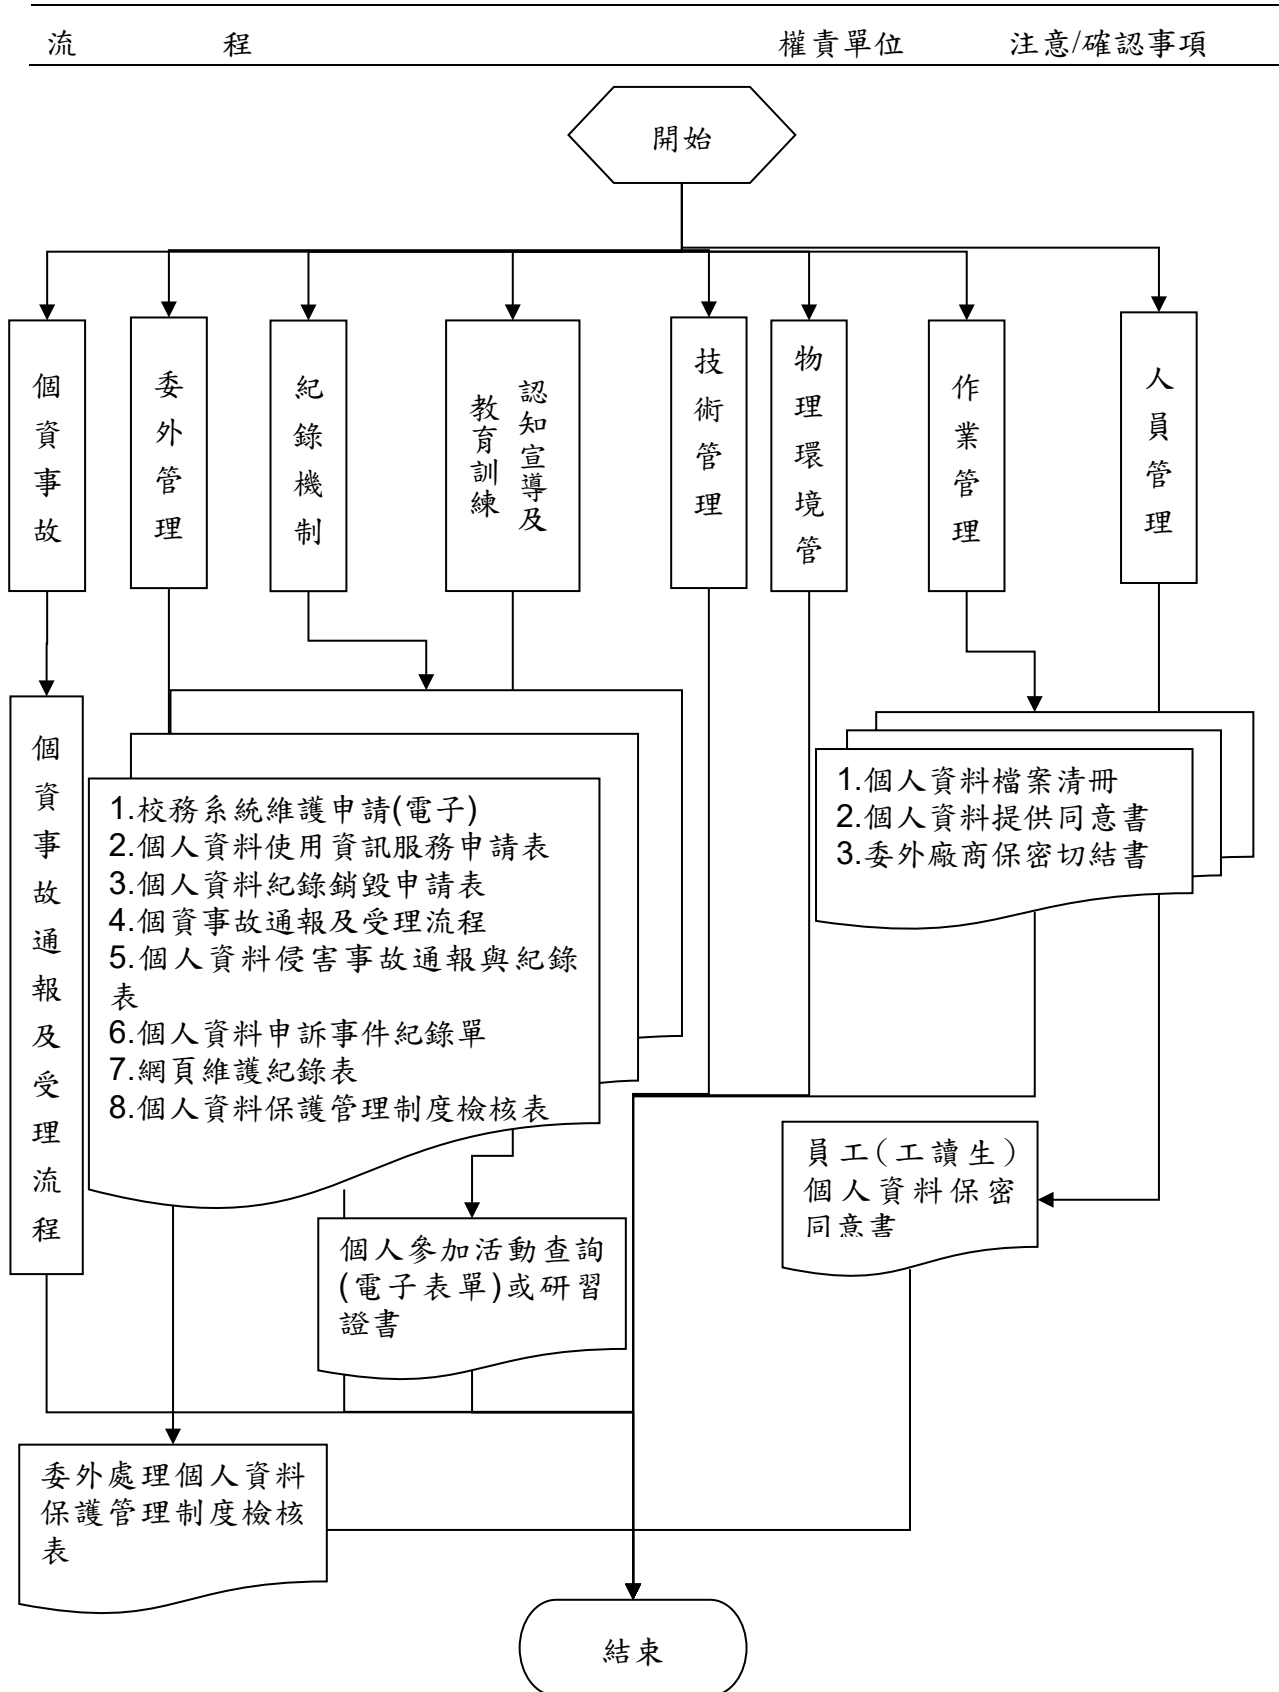 流程 權責單位 注意/確認事項
開始
個資事故
委外管理
紀錄機制
認知宣導及
教育訓練
技術管理
物理環境管
作業管理
人員管理
個資事故通報及受理流程
1.校務系統維護申請(電子)
2.個人資料使用資訊服務申請表
3.個人資料紀錄銷毀申請表
4.個資事故通報及受理流程
5.個人資料侵害事故通報與紀錄
表
6.個人資料申訴事件紀錄單
7.網頁維護紀錄表
8.個人資料保護管理制度檢核表
1.個人資料檔案清冊
2.個人資料提供同意書
3.委外廠商保密切結書
員工(工讀生)
個人資料保密
同意書
個人參加活動查詢
(電子表單)或研習
證書
委外處理個人資料
保護管理制度檢核
表
結束